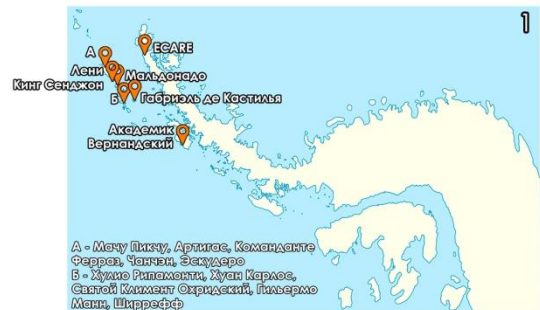 1
ECARE
А
Лени
Мальдонадо
Кинг Сенджон
Б
Габриэль де Кастилья
Академик
Вернандский
А - Мачу Пикчу, Артигас, Команданте
Ферраз, Чанчэн, Эскудеро
Б - Хулио Рипамонти, Хуан Карлос,
Святой Климент Охридский, Гильермо
Манн, Ширрефф